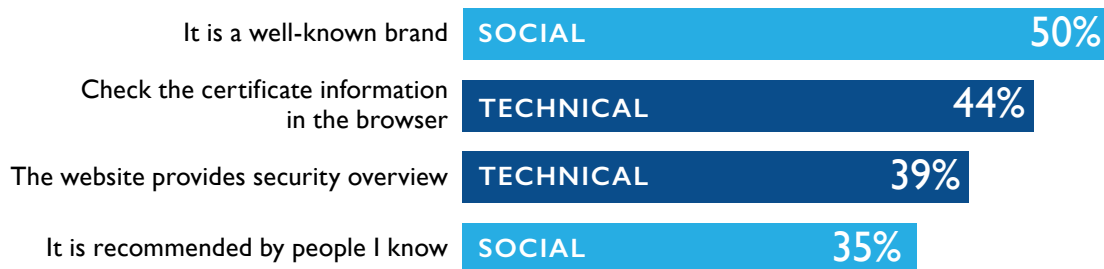 It is a well-known brand SOCIAL 50%
Check the certificate information
in the browser TECHNICAL 44%
The website provides security overview TECHNICAL 39%
It is recommended by people I know SOCIAL 35%